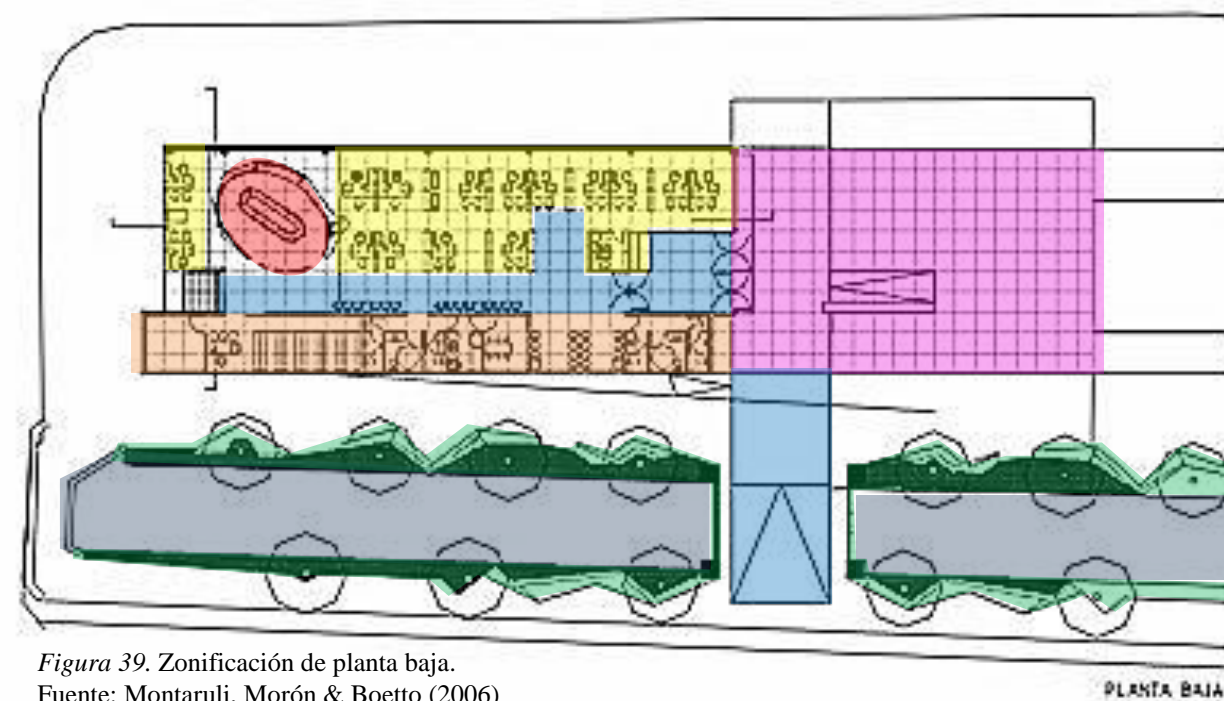 Figura 39. Zonificación de planta baja.
Fuente: Montaruli, Morón & Boetto (2006)
PLANTA BAJA